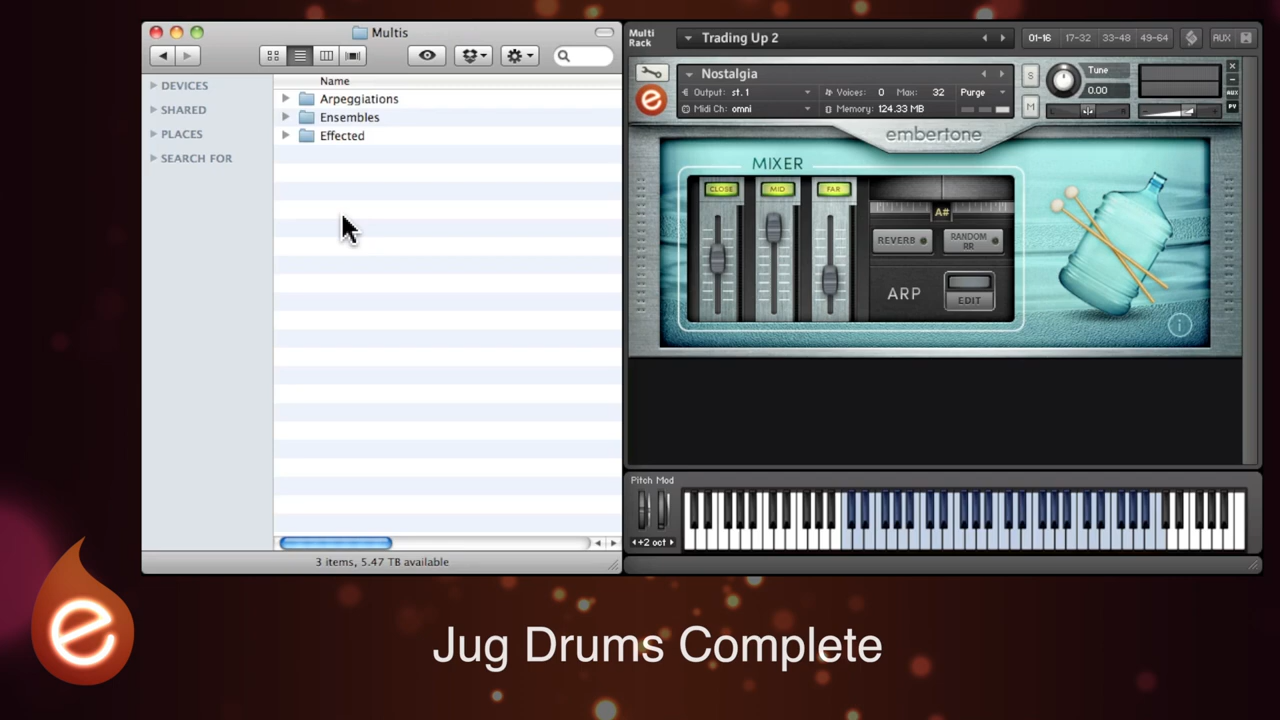 Multis
DEVICES
SHARED
PLACES
SEARCH FOR
Name
Arpeggiations
Ensembles
Effected
3 items, 5.47 TB available
Multi
Rack
Trading Up 2
01-16 17-32 33-48 49-64
AUX
Nostalgia
Output: st. 1
Voices: 0 Max: 32
Purge
Midi Ch: omni
Memory: 124.33 MB
S
M
Tune
0.00
AUX
PV
e
embertone
MIXER
CLOSE
MID
FAR
A#
REVERB
RANDOM
RR
ARP
EDIT
i
Pitch Mod
+2 oct
e
Jug Drums Complete